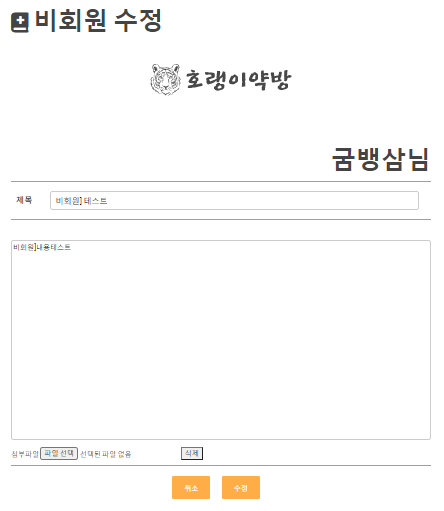 비회원 수정
호랭이약방
굼뱅삼님
제목 비회원] 테스트
비회원]내용테스트
첨부파일 파일 선택 선택된 파일 없음 삭제
취소 수정